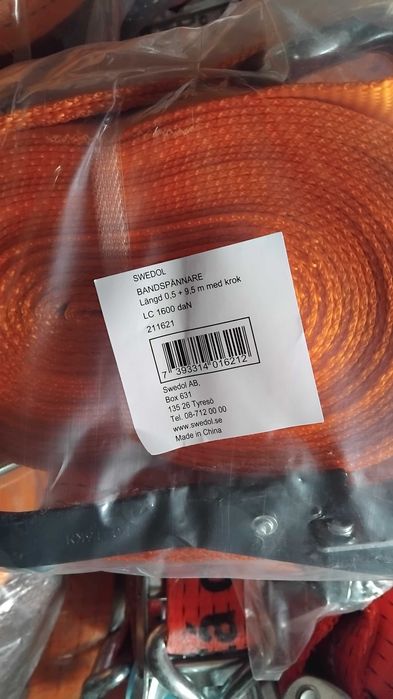 SWEDOL
BANDSPÄNNARE
Längd 0,5 + 9,5 m med krok
LC 1600 daN
211621
7 393314 016212
Swedol AB,
Box 631
135 26 Tyresö
Tel. 08-712 00 00
www.swedol.se
Made in China